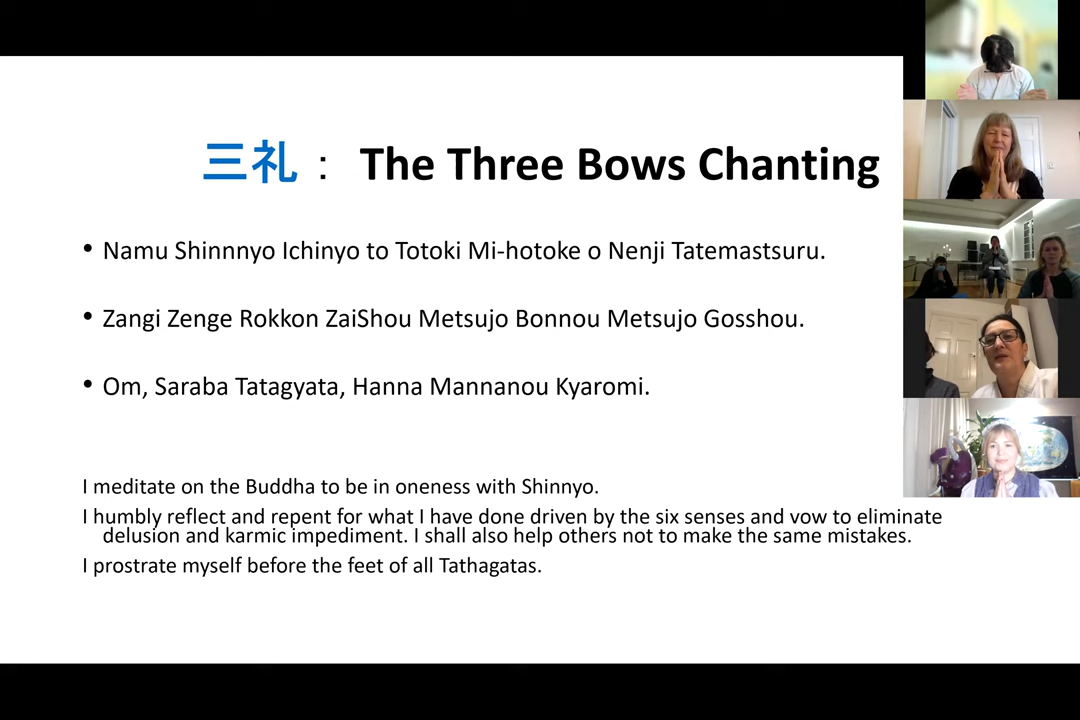 三礼： The Three Bows Chanting
• Namu Shinnnyo Ichinyo to Totoki Mi-hotoke o Nenji Tatemastsuru.
• Zangi Zenge Rokkon ZaiShou Metsujo Bonnou Metsujo Gosshou.
• Om, Saraba Tatagyata, Hanna Mannanou Kyaromi.
I meditate on the Buddha to be in oneness with Shinnyo.
I humbly reflect and repent for what I have done driven by the six senses and vow to eliminate
delusion and karmic impediment. I shall also help others not to make the same mistakes.
I prostrate myself before the feet of all Tathagatas.